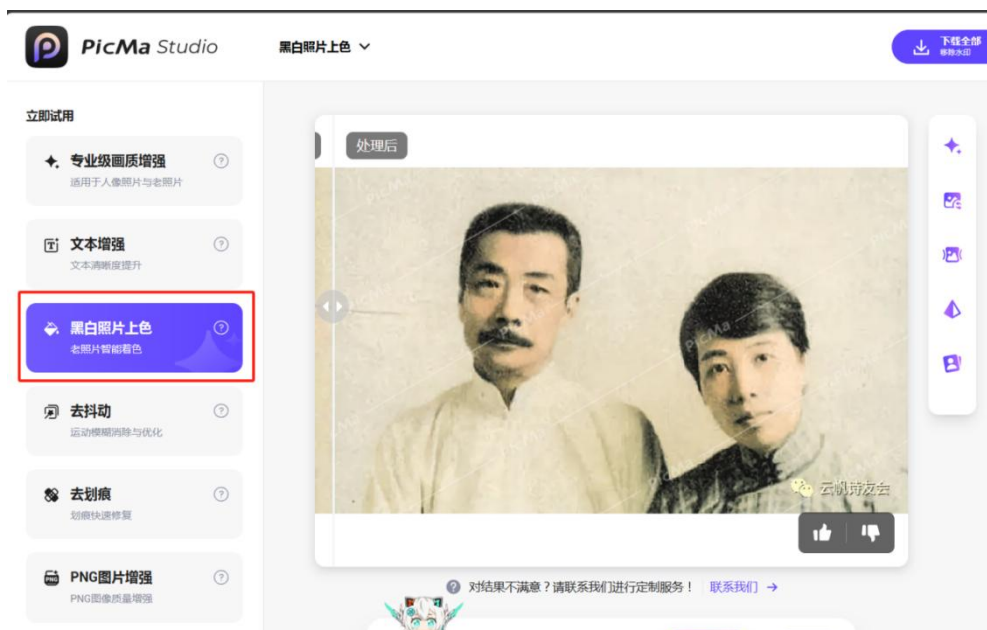 PicMa Studio
黑白照片上色
下载全部
移除水印
立即试用
专业级画质增强
适用于人像照片与老照片
文本增强
文本清晰度提升
黑白照片上色
老照片智能着色
去抖动
运动模糊消除与优化
去划痕
划痕快速修复
PNG图片增强
PNG图像质量增强
处理后
PicMa
PicMa
云帆诗友会
对结果不满意？请联系我们进行定制服务！
联系我们 →